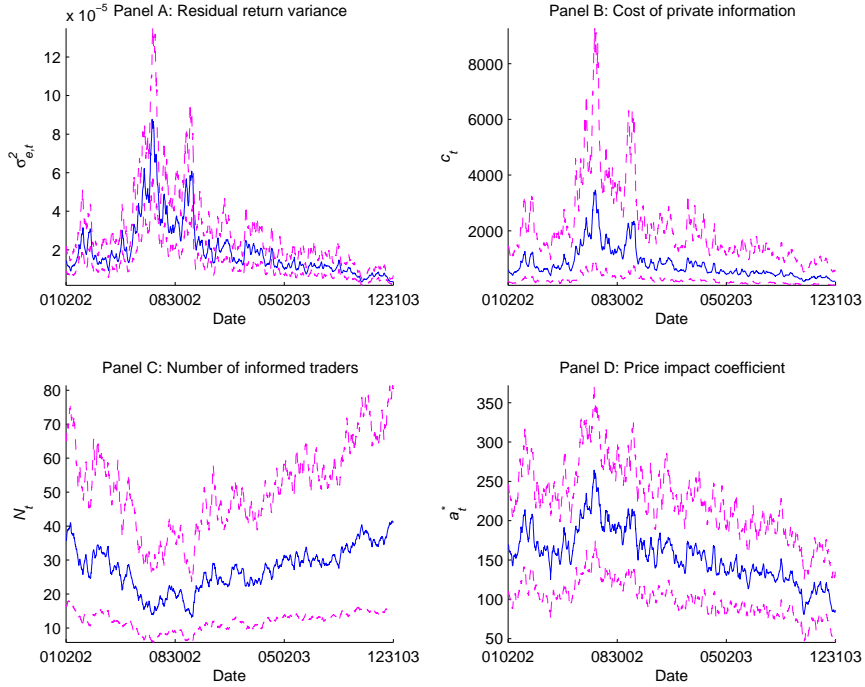 x 10⁻⁵ Panel A: Residual return variance
12
10
8
6
4
2
σ²e,t
010202 083002 050203 123103
Date
Panel B: Cost of private information
8000
6000
4000
2000
c_t
010202 083002 050203 123103
Date
Panel C: Number of informed traders
80
70
60
50
40
30
20
10
N_t
010202 083002 050203 123103
Date
Panel D: Price impact coefficient
350
300
250
200
150
100
50
a*_t
010202 083002 050203 123103
Date